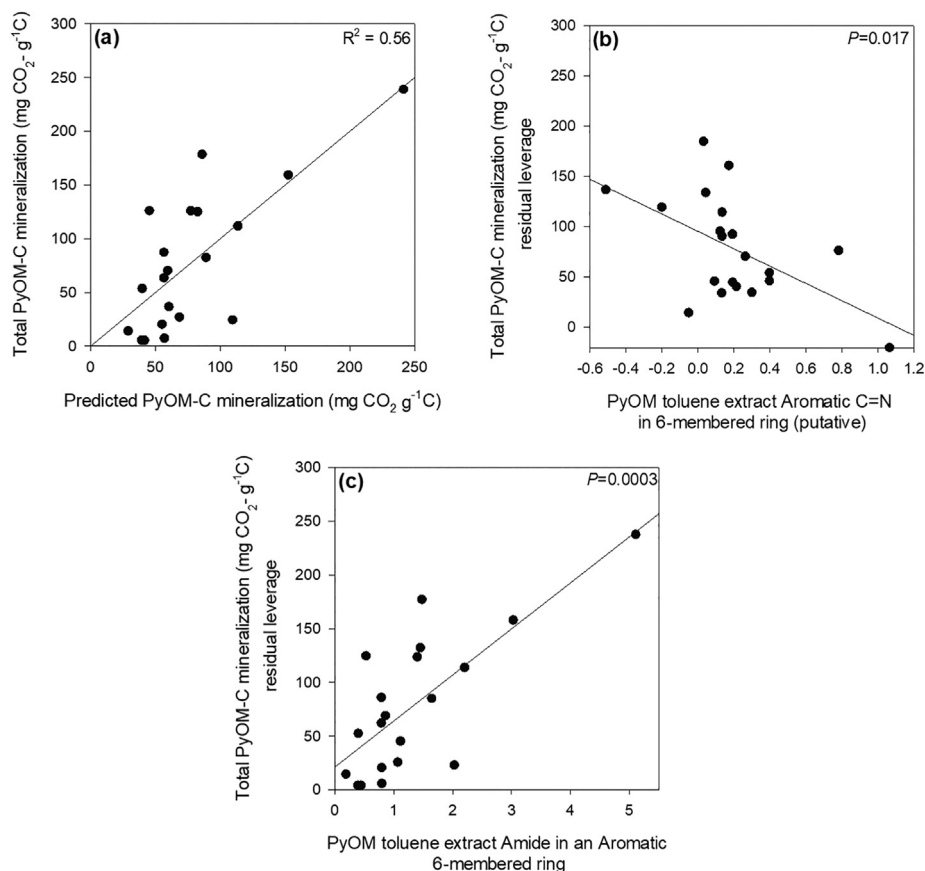 (a)
R² = 0.56
300
250
200
150
100
50
0
Total PyOM-C mineralization (mg CO₂- g⁻¹C)
0 50 100 150 200 250
Predicted PyOM-C mineralization (mg CO₂ g⁻¹C)
(b)
P=0.017
300
250
200
150
100
50
0
Total PyOM-C mineralization (mg CO₂- g⁻¹C)
residual leverage
-0.6 -0.4 -0.2 0.0 0.2 0.4 0.6 0.8 1.0 1.2
PyOM toluene extract Aromatic C=N
in 6-membered ring (putative)
(c)
P=0.0003
300
250
200
150
100
50
0
Total PyOM-C mineralization (mg CO₂- g⁻¹C)
residual leverage
0 1 2 3 4 5
PyOM toluene extract Amide in an Aromatic
6-membered ring